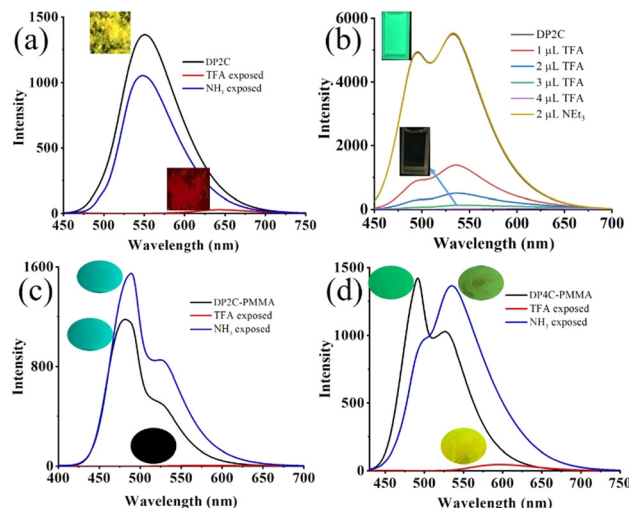 (a)
1500
1250
1000
750
500
250
0
Intensity
DP2C
TFA exposed
NH3 exposed
450 500 550 600 650 700 750
Wavelength (nm)
(b)
6000
4000
2000
0
Intensity
DP2C
1 µL TFA
2 µL TFA
3 µL TFA
4 µL TFA
2 µL NEt3
450 500 550 600 650 700 750
Wavelength (nm)
(c)
1600
800
0
Intensity
DP2C-PMMA
TFA exposed
NH3 exposed
400 450 500 550 600 650 700
Wavelength (nm)
(d)
1500
1000
500
0
Intensity
DP4C-PMMA
TFA exposed
NH3 exposed
450 500 550 600 650 700 750
Wavelength (nm)